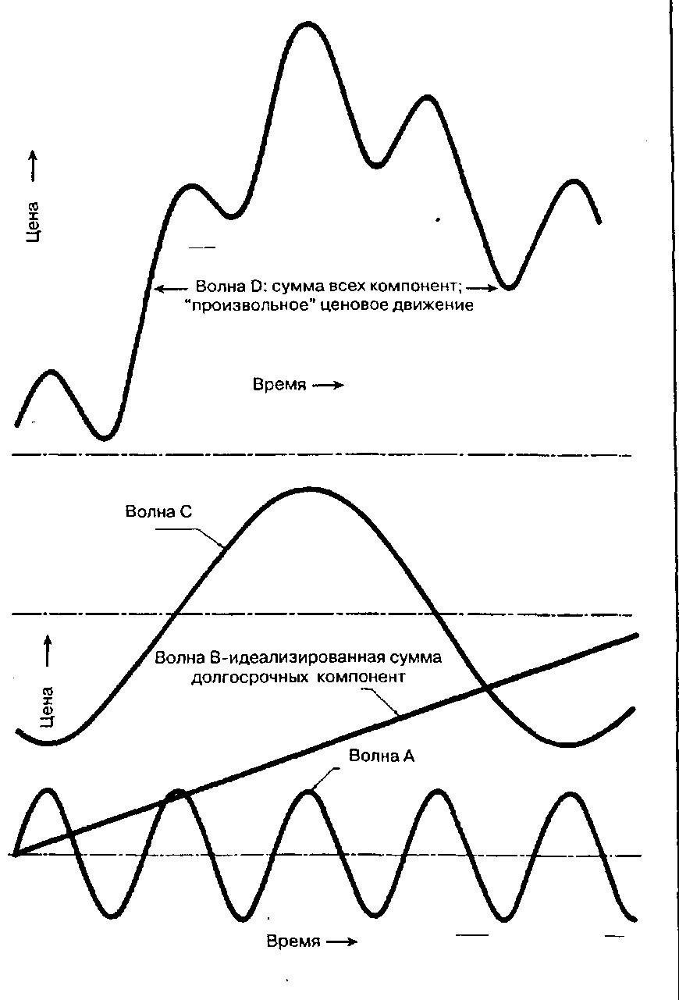 Цена
Волна D: сумма всех компонент;
“произвольное” ценовое движение
Время
Волна С
Волна В-идеализированная сумма
долгосрочных компонент
Цена
Волна А
Время